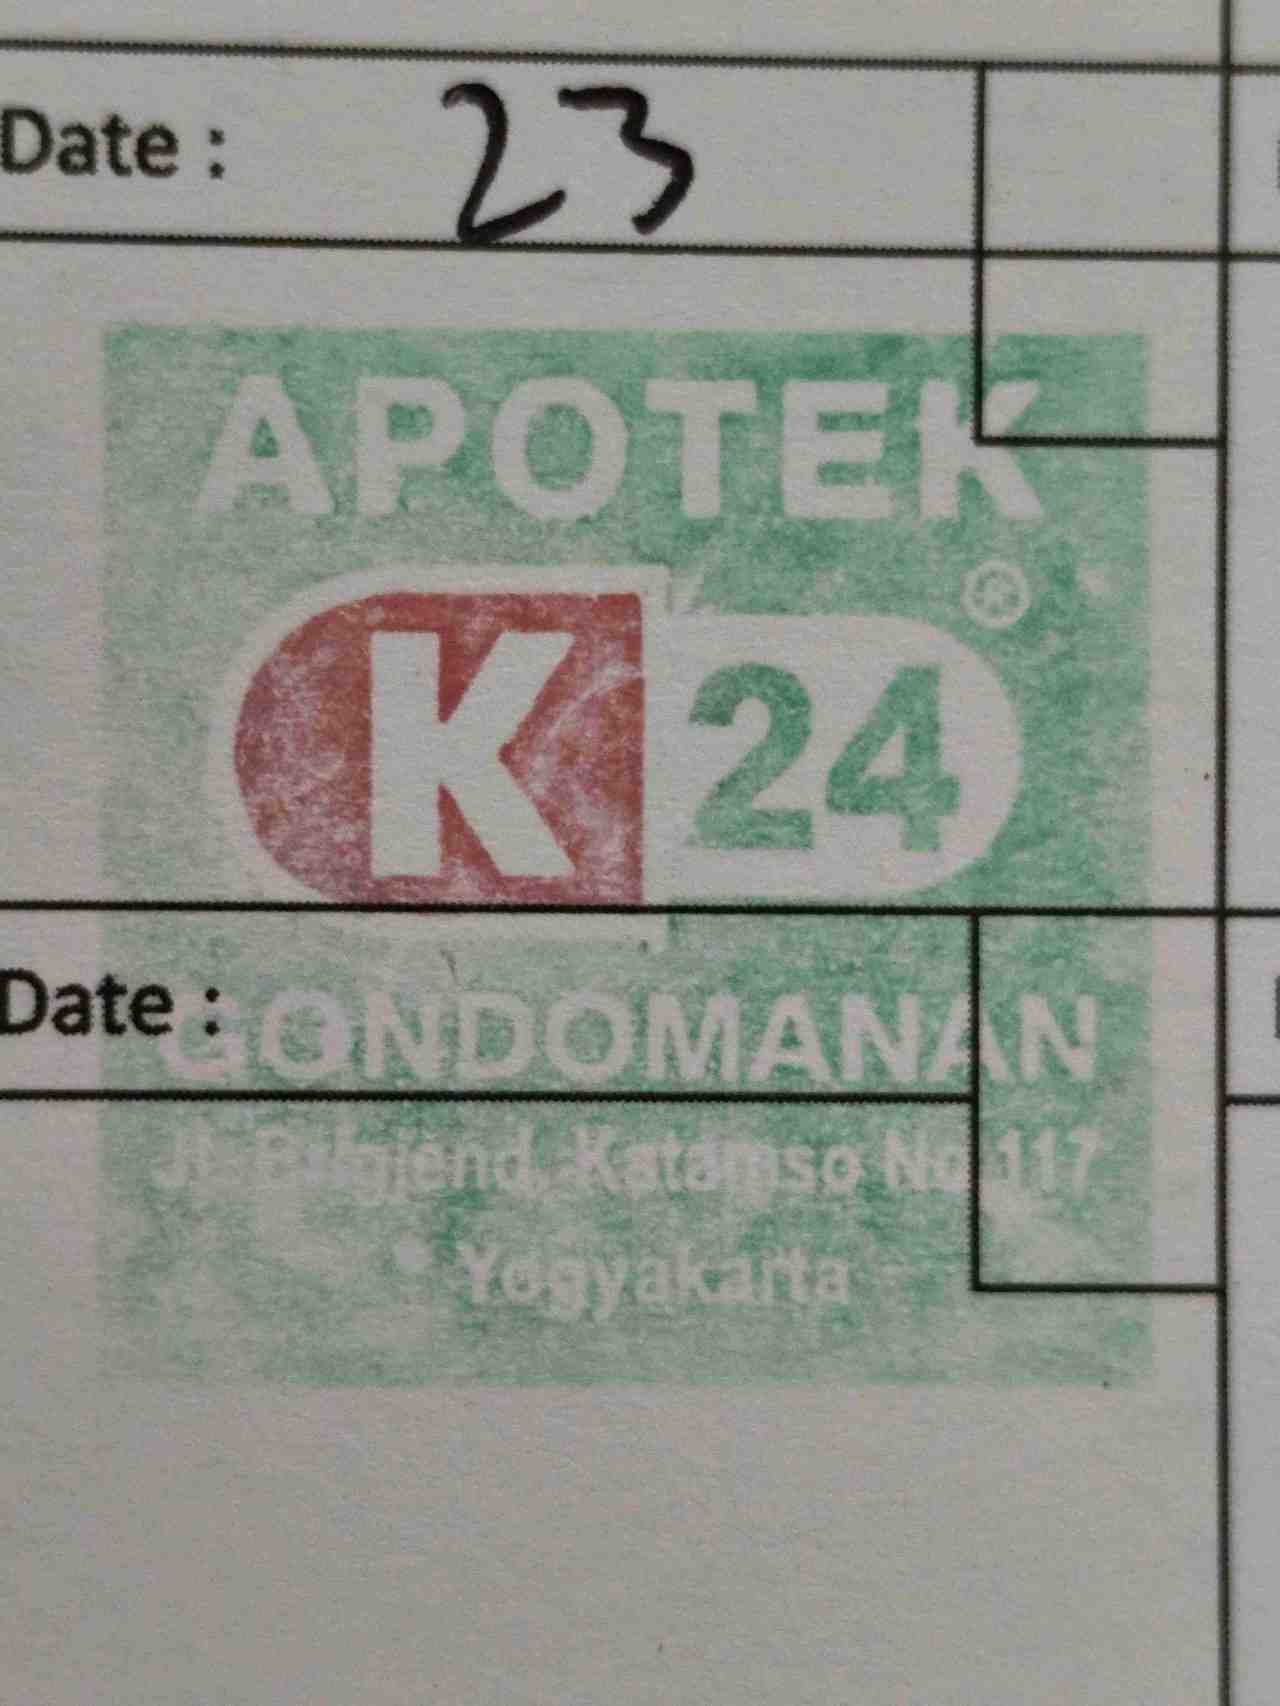 Date : 23
APOTEK
K 24 ®
Date :
GONDOMANAN
Jl. Brigjend. Katamso No. 117
Yogyakarta